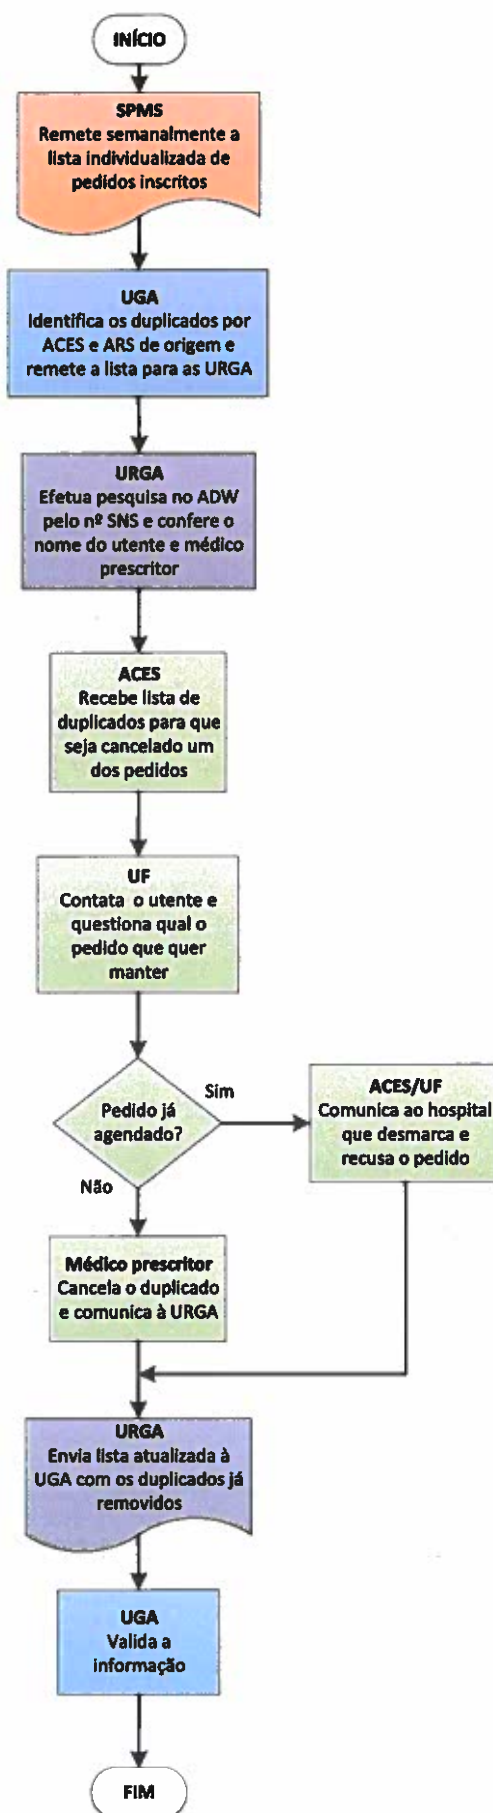 INÍCIO
SPMS
Remete semanalmente a
lista individualizada de
pedidos inscritos
UGA
Identifica os duplicados por
ACES e ARS de origem e
remete a lista para as URGA
URGA
Efetua pesquisa no ADW
pelo nº SNS e confere o
nome do utente e médico
prescritor
ACES
Recebe lista de
duplicados para que
seja cancelado um
dos pedidos
UF
Contata o utente e
questiona qual o
pedido que quer
manter
Pedido já
agendado?
Sim
ACES/UF
Comunica ao hospital
que desmarca e
recusa o pedido
Não
Médico prescritor
Cancela o duplicado
e comunica à URGA
URGA
Envia lista atualizada à
UGA com os duplicados já
removidos
UGA
Valida a
informação
FIM